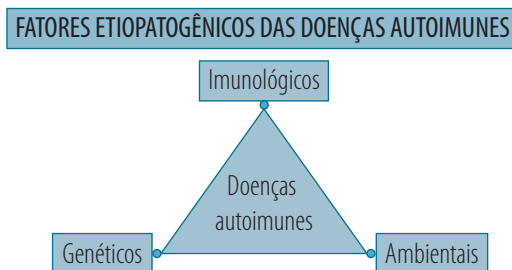 FATORES ETIOPATOGÊNICOS DAS DOENÇAS AUTOIMUNES
Imunológicos
Doenças
autoimunes
Genéticos
Ambientais